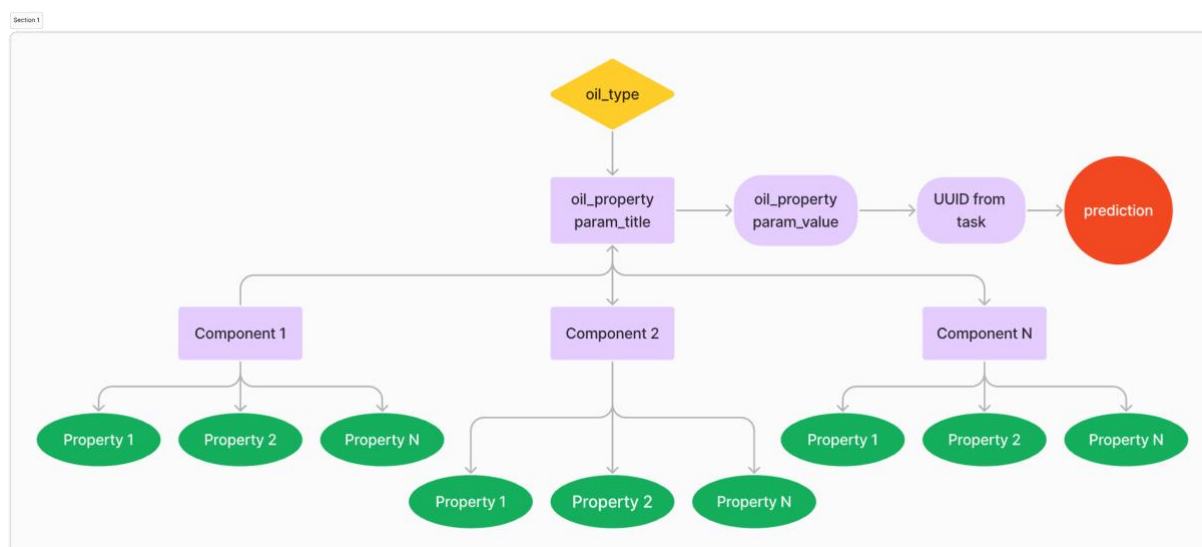 Section 1
oil_type
oil_property
param_title
oil_property
param_value
UUID from
task
prediction
Component 1
Component 2
Component N
Property 1
Property 2
Property N
Property 1
Property 2
Property N
Property 1
Property 2
Property N